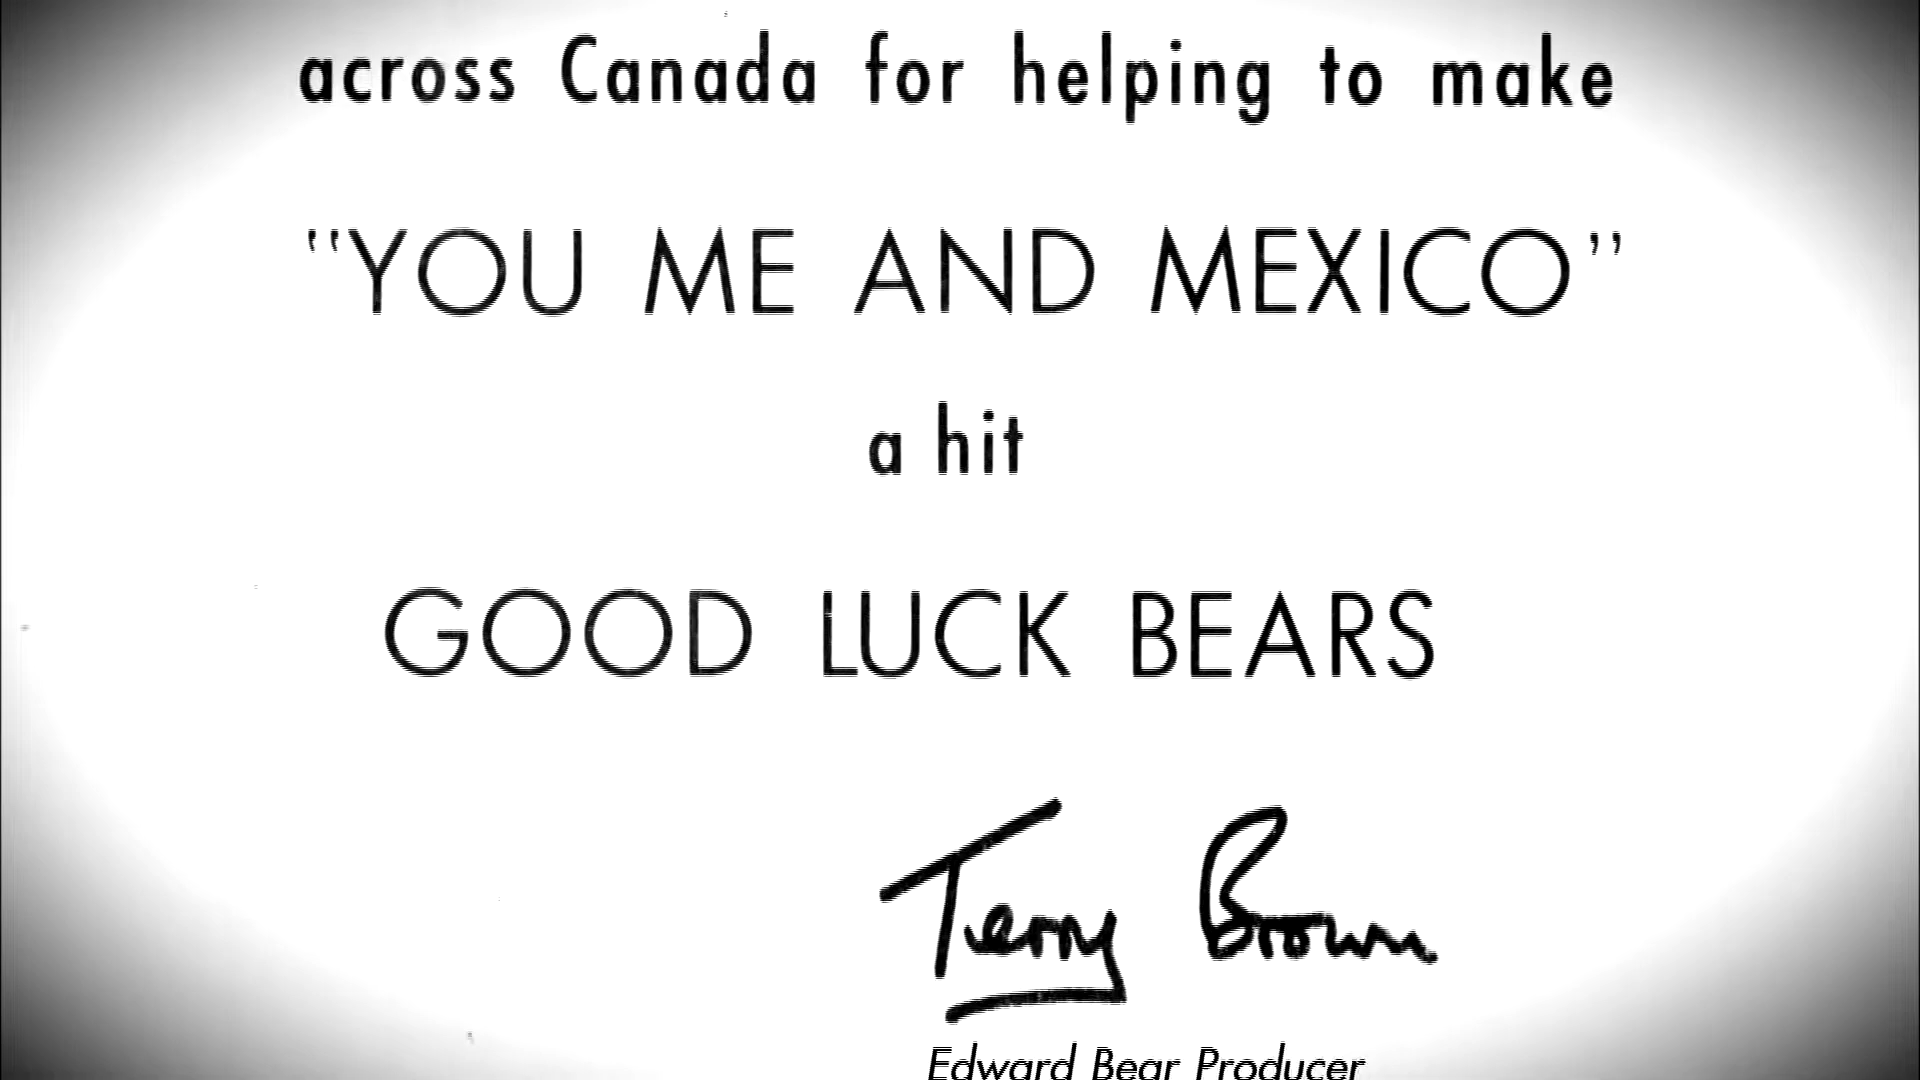 across Canada for helping to make
"YOU ME AND MEXICO"
a hit
GOOD LUCK BEARS
Terry Brown
Edward Bear Producer